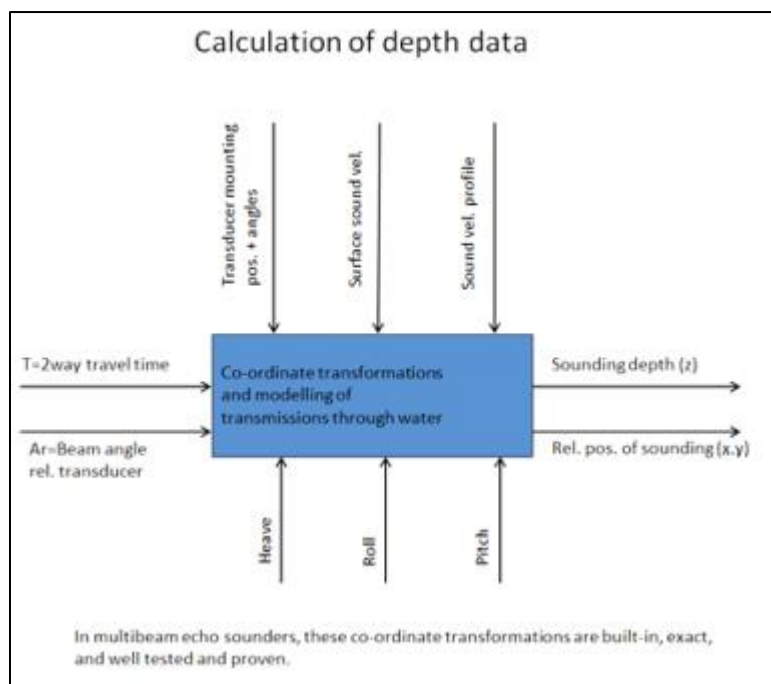 Calculation of depth data
Transducer mounting
pos. + angles
Surface sound vel.
Sound vel. profile
T=2way travel time
Ar=Beam angle
rel. transducer
Co-ordinate transformations
and modelling of
transmissions through water
Sounding depth (z)
Rel. pos. of sounding (x.y)
Heave
Roll
Pitch
In multibeam echo sounders, these co-ordinate transformations are built-in, exact,
and well tested and proven.